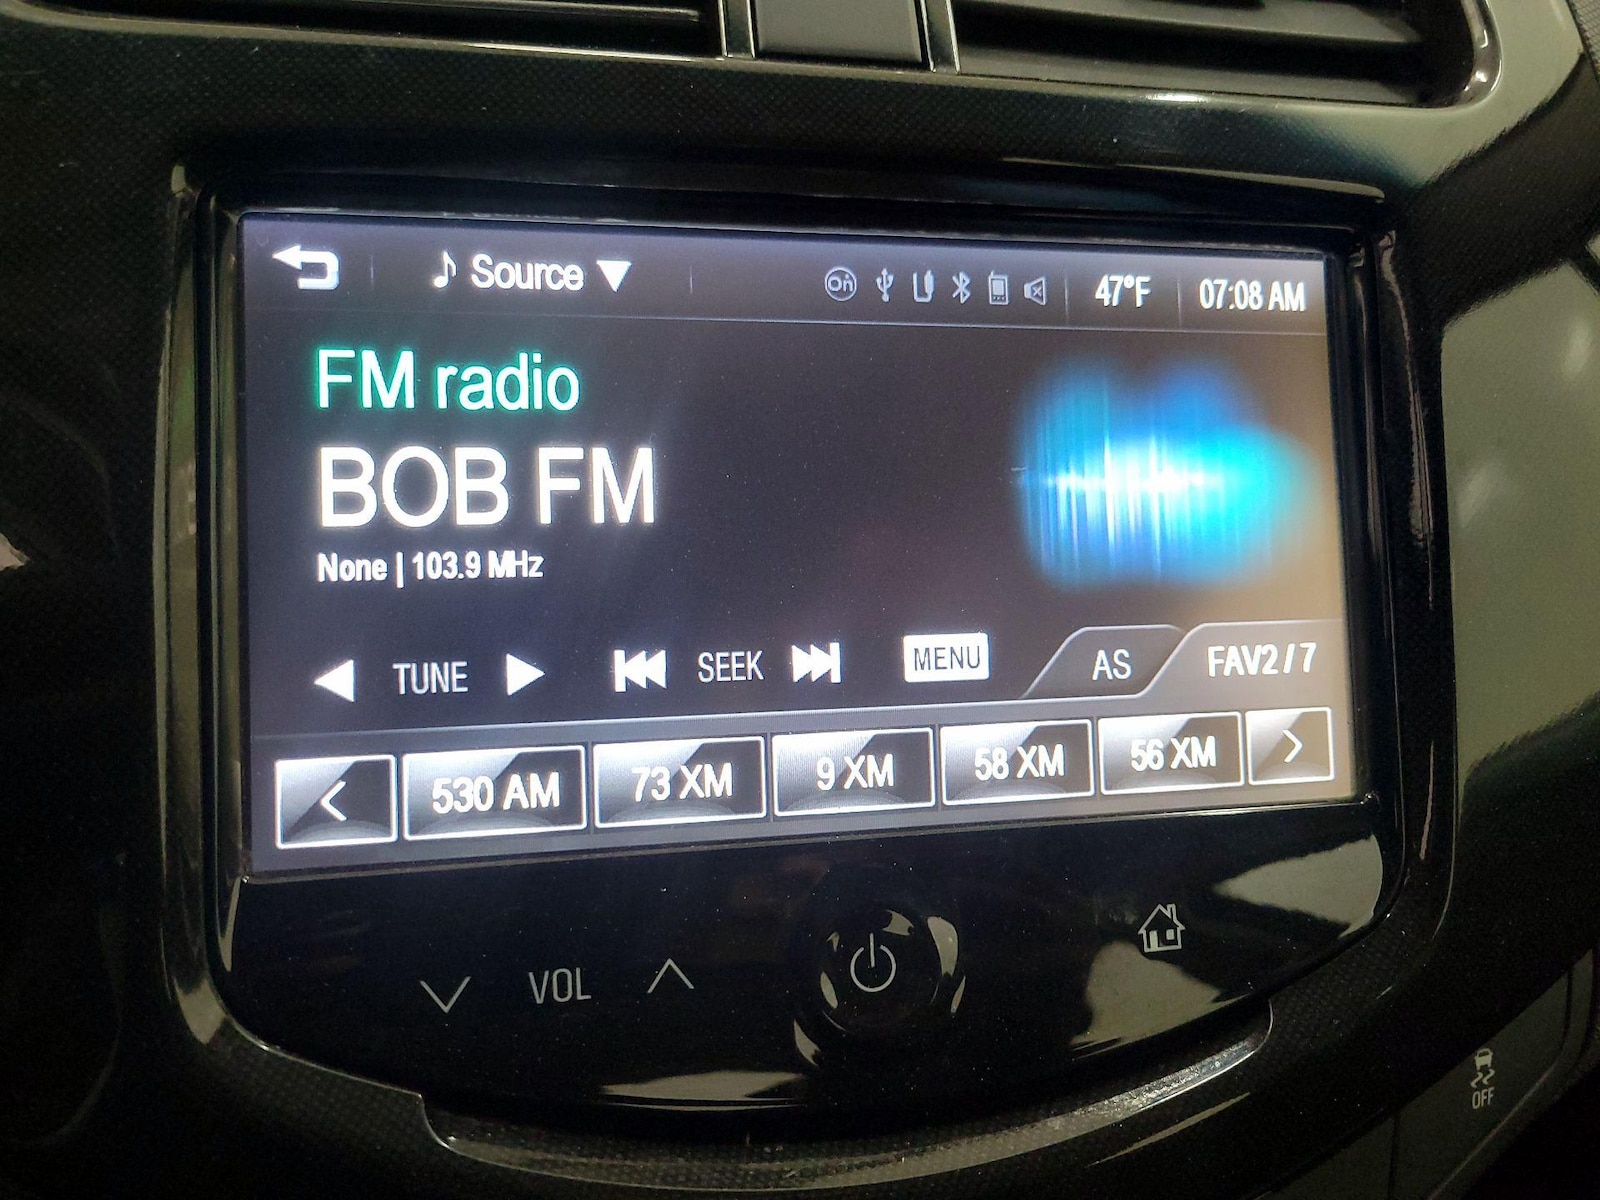 Source
On
47°F
07:08 AM
FM radio
BOB FM
None | 103.9 MHz
TUNE
SEEK
MENU
AS
FAV2 / 7
530 AM
73 XM
9 XM
58 XM
56 XM
VOL
OFF